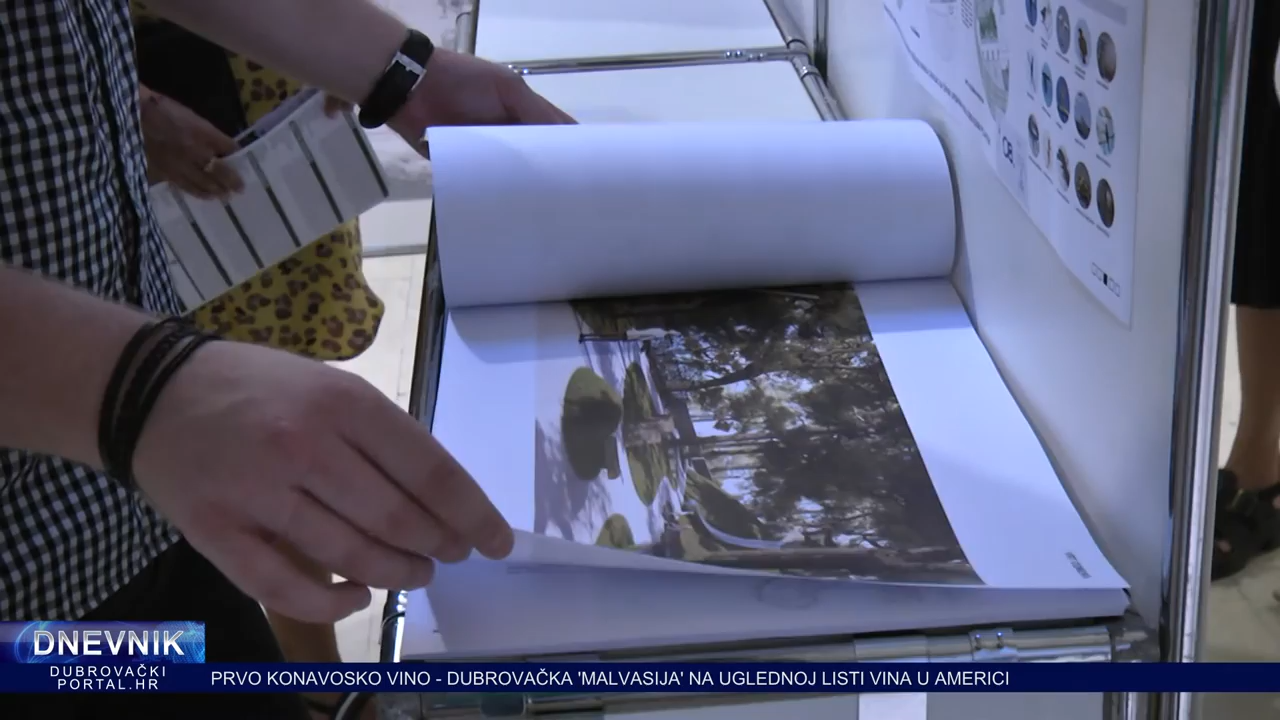 DNEVNIK
DUBROVAČKI
PORTAL.HR
PRVO KONAVOSKO VINO - DUBROVAČKA 'MALVASIJA' NA UGLEDNOJ LISTI VINA U AMERICI